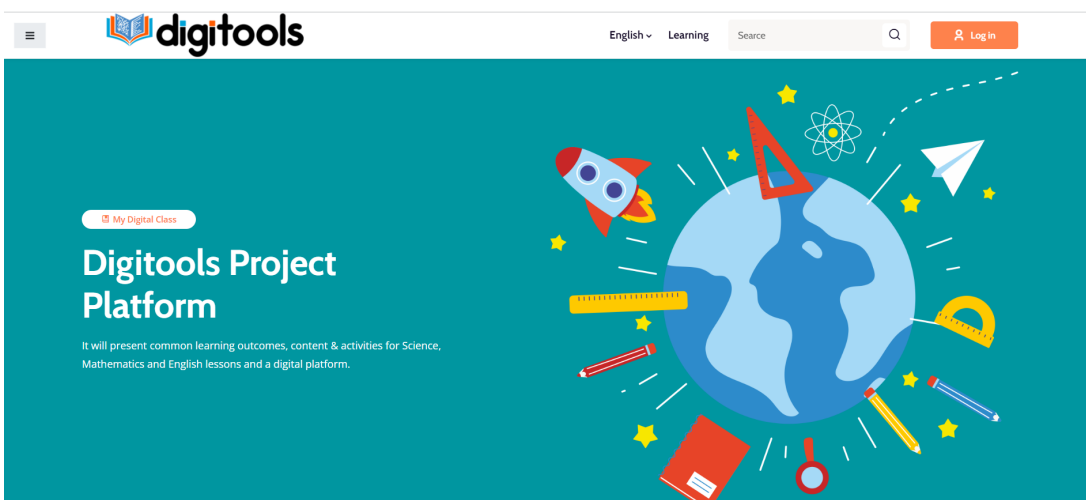 digitools
English
Learning
Searce
Log in
My Digital Class
Digitools Project
Platform
It will present common learning outcomes, content & activities for Science,
Mathematics and English lessons and a digital platform.